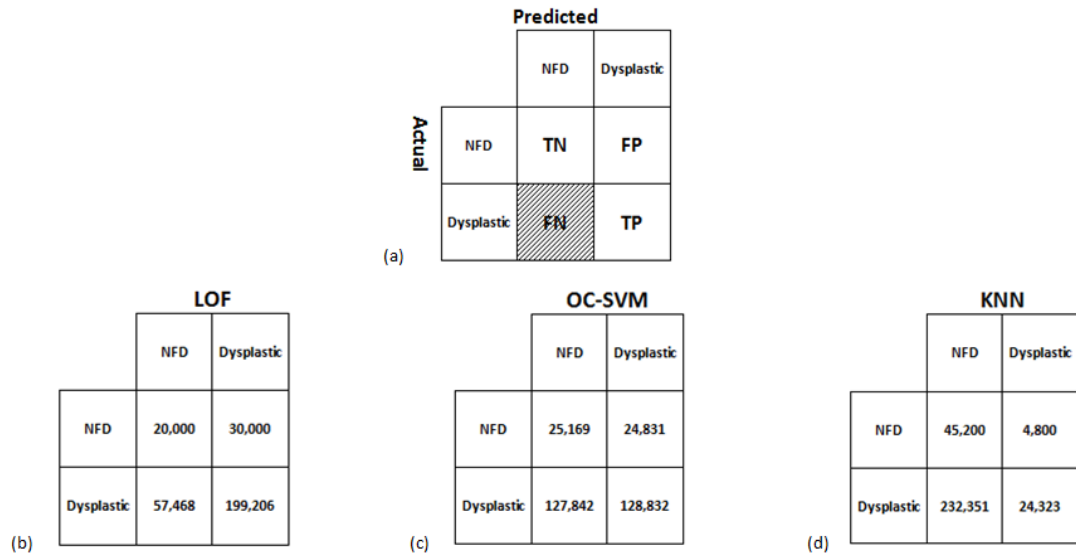 Predicted
NFD Dysplastic
Actual
NFD TN FP
Dysplastic FN TP
(a)
LOF
NFD Dysplastic
NFD 20,000 30,000
Dysplastic 57,468 199,206
(b)
OC-SVM
NFD Dysplastic
NFD 25,169 24,831
Dysplastic 127,842 128,832
(c)
KNN
NFD Dysplastic
NFD 45,200 4,800
Dysplastic 232,351 24,323
(d)